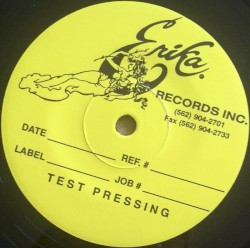 Erika
RECORDS INC.
(562) 904-2701
Fax (562) 904-2733
DATE
REF. #
LABEL
JOB #
TEST PRESSING